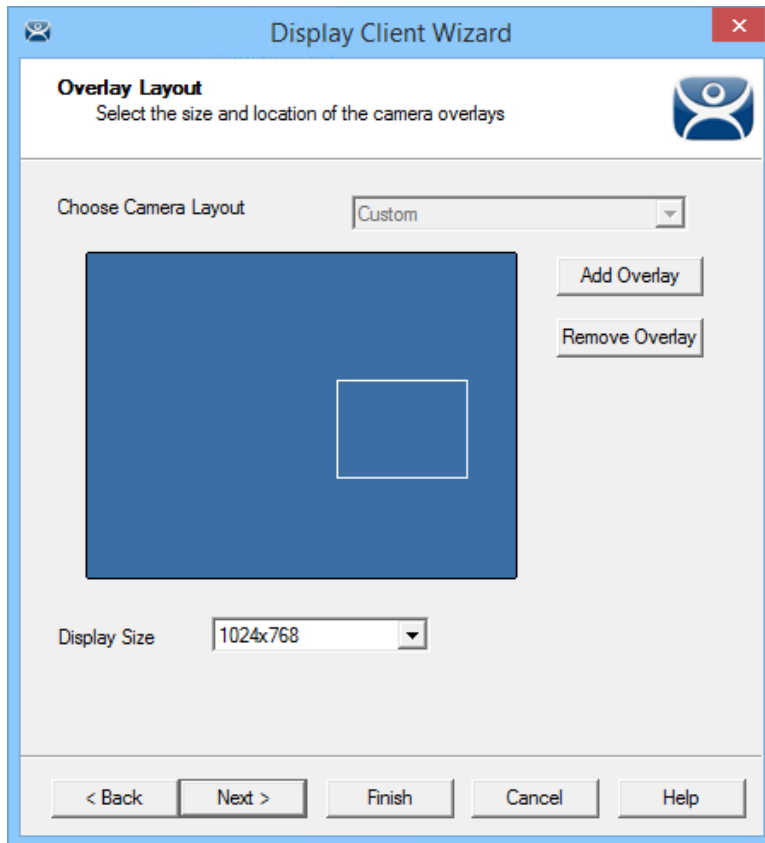 Display Client Wizard
Overlay Layout
Select the size and location of the camera overlays
Choose Camera Layout
Custom
Add Overlay
Remove Overlay
Display Size
1024x768
< Back
Next >
Finish
Cancel
Help